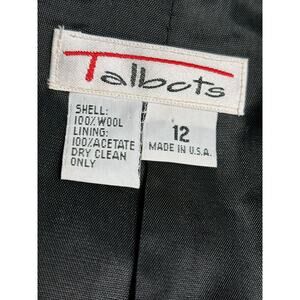 Talbots
SHELL:
100% WOOL
LINING:
100% ACETATE
DRY CLEAN
ONLY
12
MADE IN U.S.A.